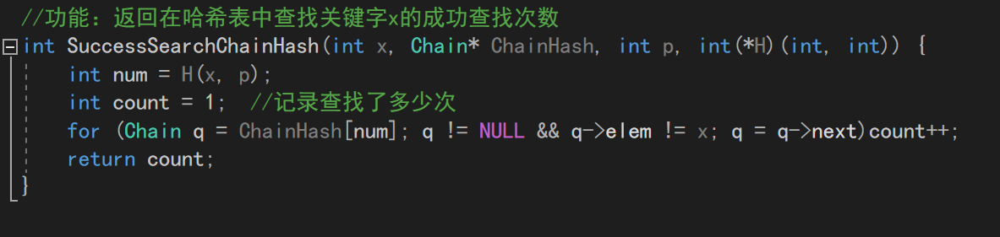 //功能：返回在哈希表中查找关键字x的成功查找次数
int SuccessSearchChainHash(int x, Chain* ChainHash, int p, int(*H)(int, int)) {
    int num = H(x, p);
    int count = 1;  //记录查找了多少次
    for (Chain q = ChainHash[num]; q != NULL && q->elem != x; q = q->next)count++;
    return count;
}